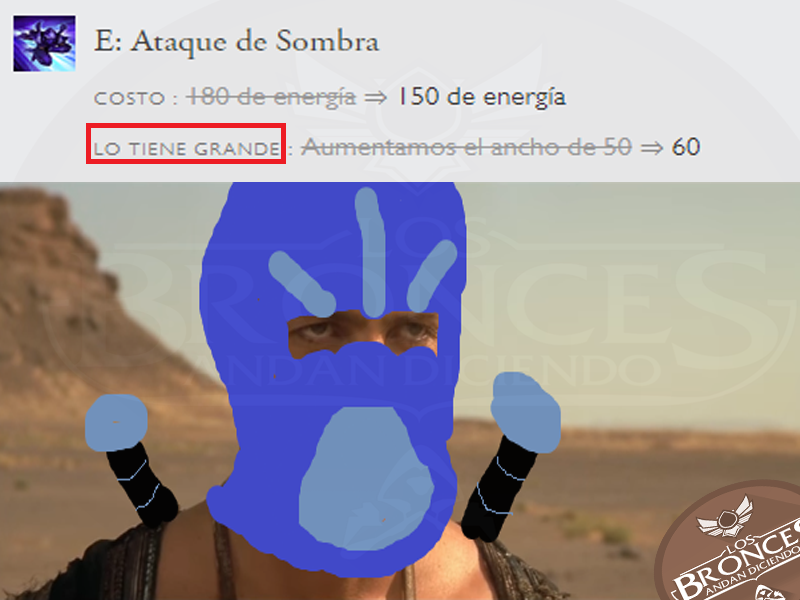 E: Ataque de Sombra
COSTO : 180 de energía ⇒ 150 de energía
LO TIENE GRANDE : Aumentamos el ancho de 50 ⇒ 60
LOS
BRONCES
ANDAN DICIENDO
LOS
BRONCES
ANDAN DICIENDO